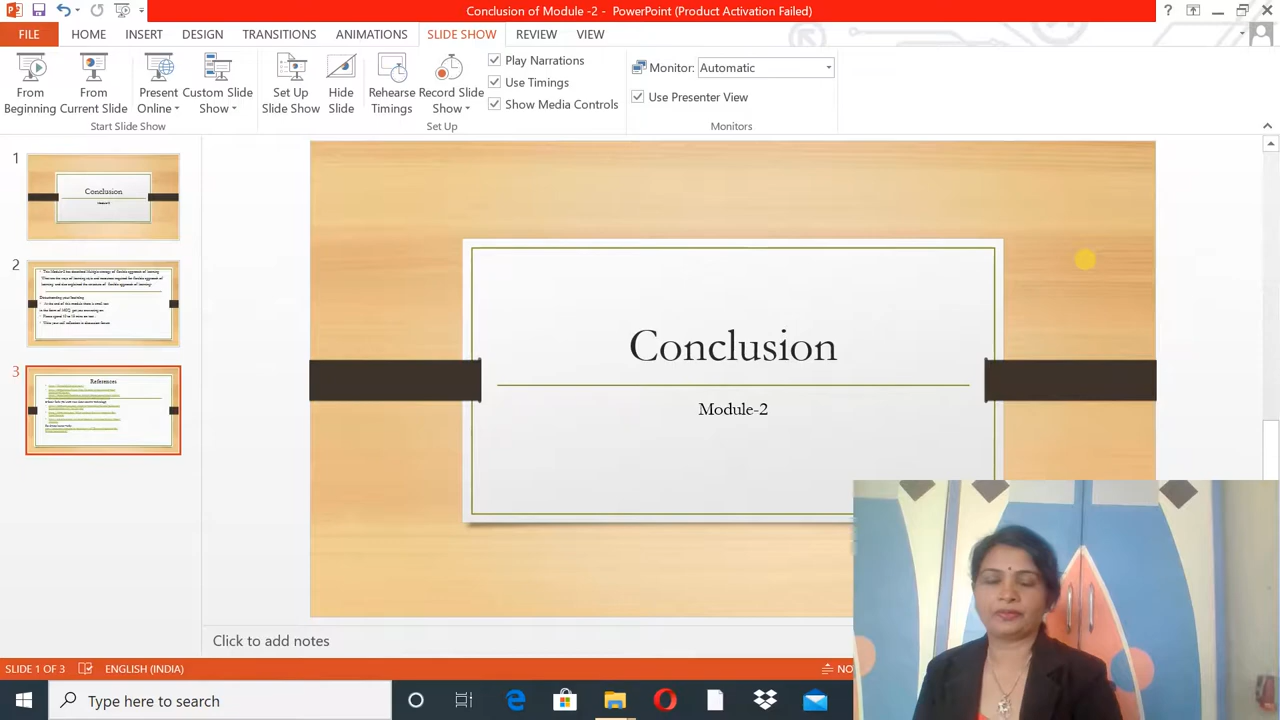 Conclusion of Module -2 - PowerPoint (Product Activation Failed)
FILE HOME INSERT DESIGN TRANSITIONS ANIMATIONS SLIDE SHOW REVIEW VIEW
From Beginning
From Current Slide
Present Online
Custom Slide Show
Set Up Slide Show
Hide Slide
Rehearse Timings
Record Slide Show
Play Narrations
Use Timings
Show Media Controls
Monitor: Automatic
Use Presenter View
Start Slide Show
Set Up
Monitors
1
Conclusion
Module-2
2
3
References
Conclusion
Module-2
Click to add notes
SLIDE 1 OF 3 ENGLISH (INDIA)
Type here to search